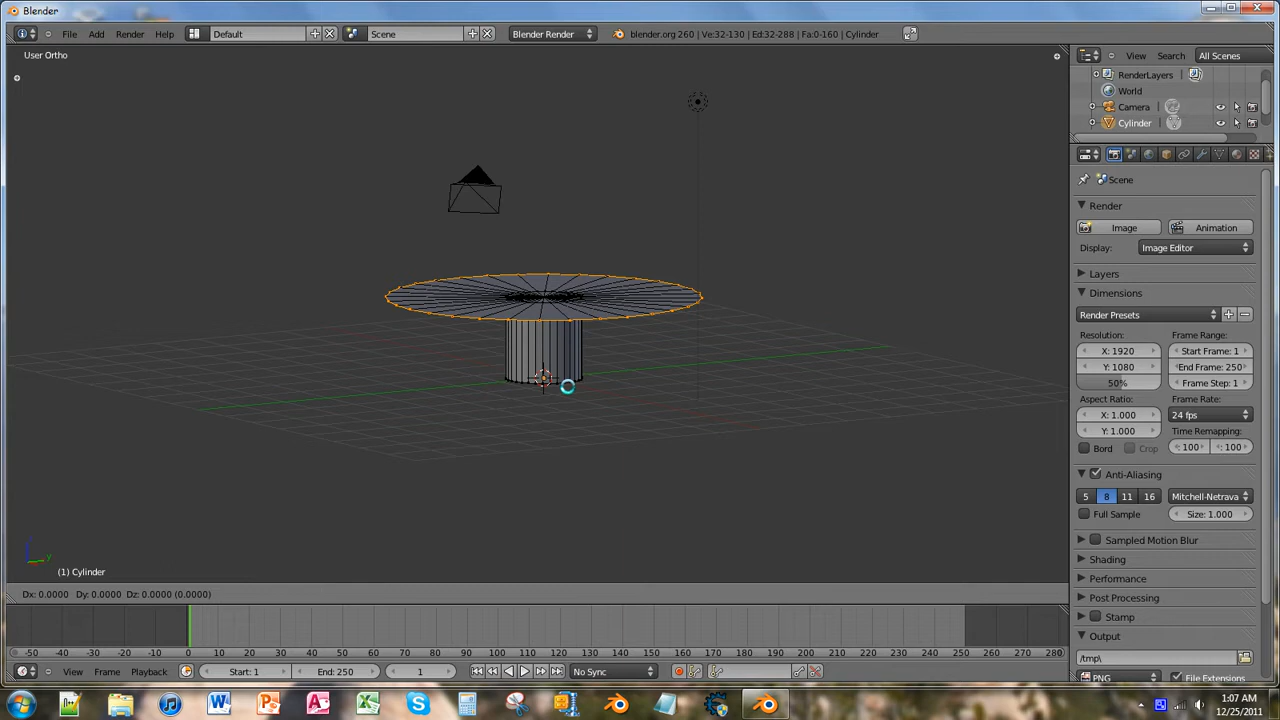 Blender
File Add Render Help Default Scene Blender Render blender.org 260 | Ve:32-130 | Ed:32-288 | Fa:0-160 | Cylinder
User Ortho
View Search All Scenes
RenderLayers
World
Camera
Cylinder
Scene
Render
Image Animation
Display: Image Editor
Layers
Dimensions
Render Presets
Resolution: Frame Range:
X: 1920 Start Frame: 1
Y: 1080 End Frame: 250
50% Frame Step: 1
Aspect Ratio: Frame Rate:
X: 1.000 24 fps
Y: 1.000 Time Remapping:
Bord Crop : 100 : 100
Anti-Aliasing
5 8 11 16 Mitchell-Netrava
Full Sample Size: 1.000
Sampled Motion Blur
Shading
Performance
Post Processing
Stamp
Output
/tmp\
PNG File Extensions
y
(1) Cylinder
Dx: 0.0000 Dy: 0.0000 Dz: 0.0000 (0.0000)
-50 -40 -30 -20 -10 0 10 20 30 40 50 60 70 80 90 100 110 120 130 140 150 160 170 180 190 200 210 220 230 240 250 260 270 280
View Frame Playback Start: 1 End: 250 1 No Sync
1:07 AM
12/25/2011